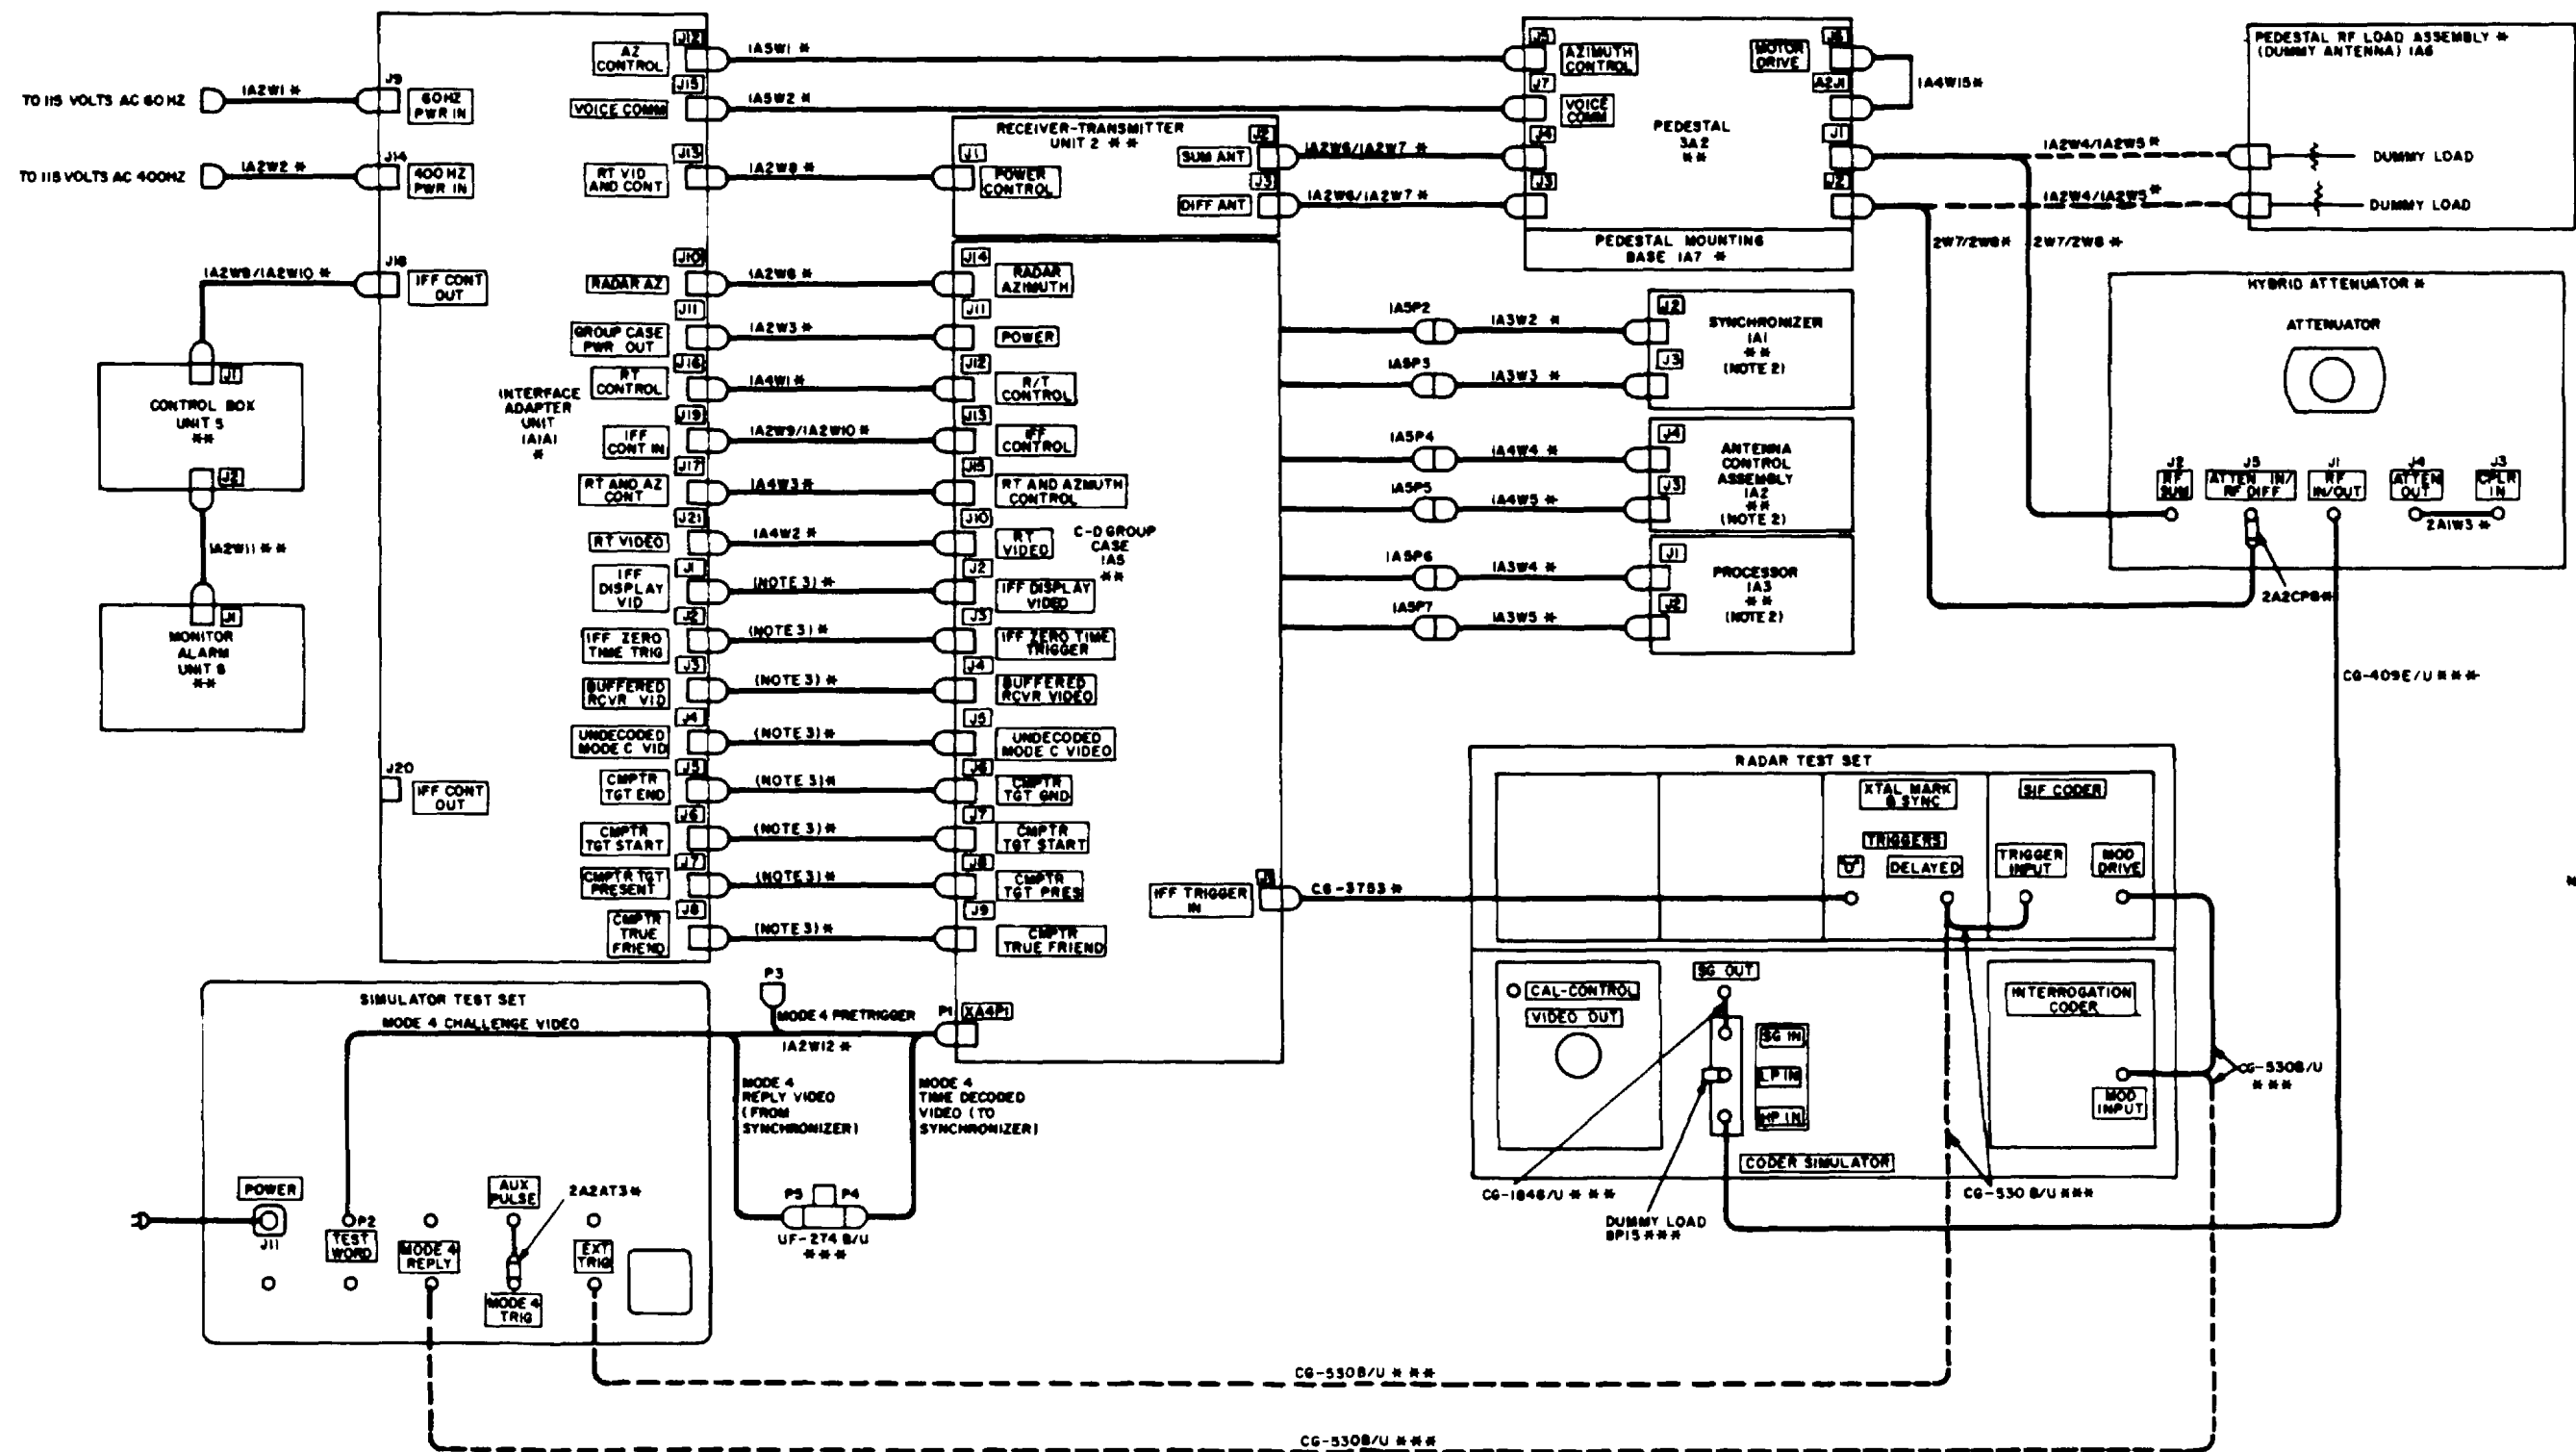 TO 115 VOLTS AC 60 HZ
1A2W1 *
J9
60HZ
PWR IN
TO 115 VOLTS AC 400HZ
1A2W2 *
J14
400 HZ
PWR IN
1A2W9/1A2W10 *
J18
IFF CONT
OUT
J1
CONTROL BOX
UNIT 5
**
J2
1A2W11 * *
J1
MONITOR
ALARM
UNIT 8
**
J20
IFF CONT
OUT
INTERFACE
ADAPTER
UNIT
1A1A1
*
J12
AZ
CONTROL
1A5W1 *
J15
VOICE COMM
1A5W2 *
J13
RT VID
AND CONT
1A2W8 *
J10
RADAR AZ
1A2W6 *
J11
GROUP CASE
PWR OUT
1A2W3 *
J16
RT
CONTROL
1A4W1 *
J19
IFF
CONT IN
1A2W9/1A2W10 *
J17
RT AND AZ
CONT
1A4W3 *
J21
RT VIDEO
1A4W2 *
J1
IFF
DISPLAY
VID
(NOTE 3) *
J2
IFF ZERO
TIME TRIG
(NOTE 3) *
J3
BUFFERED
RCVR VID
(NOTE 3) *
J4
UNDECODED
MODE C VID
(NOTE 3) *
J5
CMPTR
TGT END
(NOTE 3) *
J6
CMPTR
TGT START
(NOTE 3) *
J7
CMPTR TGT
PRESENT
(NOTE 3) *
J8
CMPTR
TRUE
FRIEND
(NOTE 3) *
RECEIVER-TRANSMITTER
UNIT 2 * *
J1
POWER
CONTROL
J2
SUM ANT
1A2W6/1A2W7 *
J3
DIFF ANT
1A2W6/1A2W7 *
J14
RADAR
AZIMUTH
J11
POWER
J12
R/T
CONTROL
J13
IFF
CONTROL
J15
RT AND AZMUTH
CONTROL
J10
RT
VIDEO
C-D GROUP
CASE
1A5
**
J2
IFF DISPLAY
VIDEO
J3
IFF ZERO TIME
TRIGGER
J4
BUFFERED
RCVR VIDEO
J5
UNDECODED
MODE C VIDEO
J6
CMPTR
TGT GND
J7
CMPTR
TGT START
J8
CMPTR
TGT PRES
J9
CMPTR
TRUE FRIEND
IFF TRIGGER
IN
CG-3753 *
P1
XA4P1
J5
AZIMUTH
CONTROL
J7
VOICE
COMM
J4
J3
PEDESTAL
3A2
**
MOTOR
DRIVE
J6
A2J1
1A4W15 *
J1
J2
PEDESTAL MOUNTING
BASE 1A7 *
1A2W4/1A2W5 *
1A2W4/1A2W5 *
2W7/2W8 *
2W7/2W8 *
PEDESTAL RF LOAD ASSEMBLY *
(DUMMY ANTENNA) 1A6
DUMMY LOAD
DUMMY LOAD
1A5P2
1A3W2 *
J2
1A5P3
1A3W3 *
J3
SYNCHRONIZER
1A1
**
(NOTE 2)
1A5P4
1A4W4 *
J4
1A5P5
1A4W5 *
J3
ANTENNA
CONTROL
ASSEMBLY
1A2
**
(NOTE 2)
1A5P6
1A3W4 *
J1
1A5P7
1A3W5 *
J2
PROCESSOR
1A3
**
(NOTE 2)
HYBRID ATTENUATOR *
ATTENUATOR
J2
RF
SUM
J5
ATTEN IN/
RF DIFF
J1
RF
IN/OUT
J4
ATTEN
OUT
J3
CPLR
IN
2A1W3 *
2A2CP8 *
CG-409E/U * * *
*
RADAR TEST SET
XTAL MARK
& SYNC
TRIGGERS
DELAYED
SIF CODER
TRIGGER
INPUT
MOD
DRIVE
CAL-CONTROL
VIDEO OUT
SG OUT
SG IN
LP IN
HP IN
CODER SIMULATOR
INTERROGATION
CODER
MOD
INPUT
CG-530B/U
* * *
CG-1846/U * * *
DUMMY LOAD
BP15 * * *
CG-530 B/U * * *
SIMULATOR TEST SET
MODE 4 CHALLENGE VIDEO
P3
MODE 4 PRETRIGGER
1A2W12 *
MODE 4
REPLY VIDEO
(FROM
SYNCHRONIZER)
MODE 4
TIME DECODED
VIDEO (TO
SYNCHRONIZER)
P5
P4
UF-274 B/U
* * *
POWER
J11
P2
TEST
WORD
MODE 4
REPLY
AUX
PULSE
2A2AT3 *
MODE 4
TRIG
EXT
TRIG
CG-530B/U * * *
CG-530B/U * * *